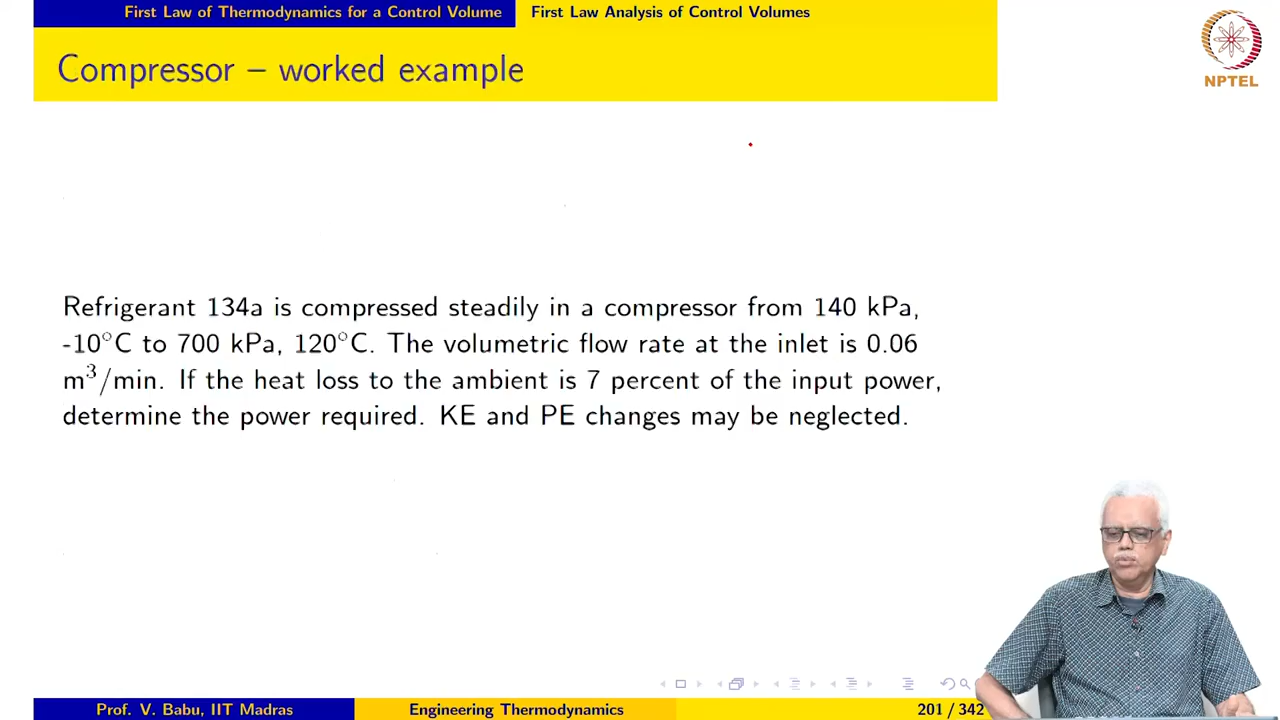 First Law of Thermodynamics for a Control Volume First Law Analysis of Control Volumes
NPTEL
Compressor – worked example
Refrigerant 134a is compressed steadily in a compressor from 140 kPa,
-10°C to 700 kPa, 120°C. The volumetric flow rate at the inlet is 0.06
m³/min. If the heat loss to the ambient is 7 percent of the input power,
determine the power required. KE and PE changes may be neglected.
Prof. V. Babu, IIT Madras Engineering Thermodynamics 201 / 342